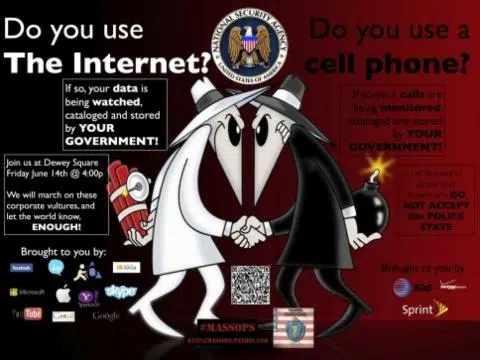 Do you use
The Internet?
If so, your data is
being watched,
cataloged and stored
by YOUR
GOVERNMENT!
Join us at Dewey Square
Friday June 14th @ 4:00p
We will march on these
corporate vultures, and
let the world know,
ENOUGH!
Brought to you by:
facebook
AOL
Microsoft
YAHOO!
skype
YouTube
Gmail
Google
NATIONAL SECURITY AGENCY
UNITED STATES OF AMERICA
Do you use a
cell phone?
If so your calls are
being monitored
cataloged and stored
by YOUR
GOVERNMENT!
DO
NOT ACCEPT
the POLICE
STATE
Brought to you by:
at&t
verizon
Sprint
#MASSOPS